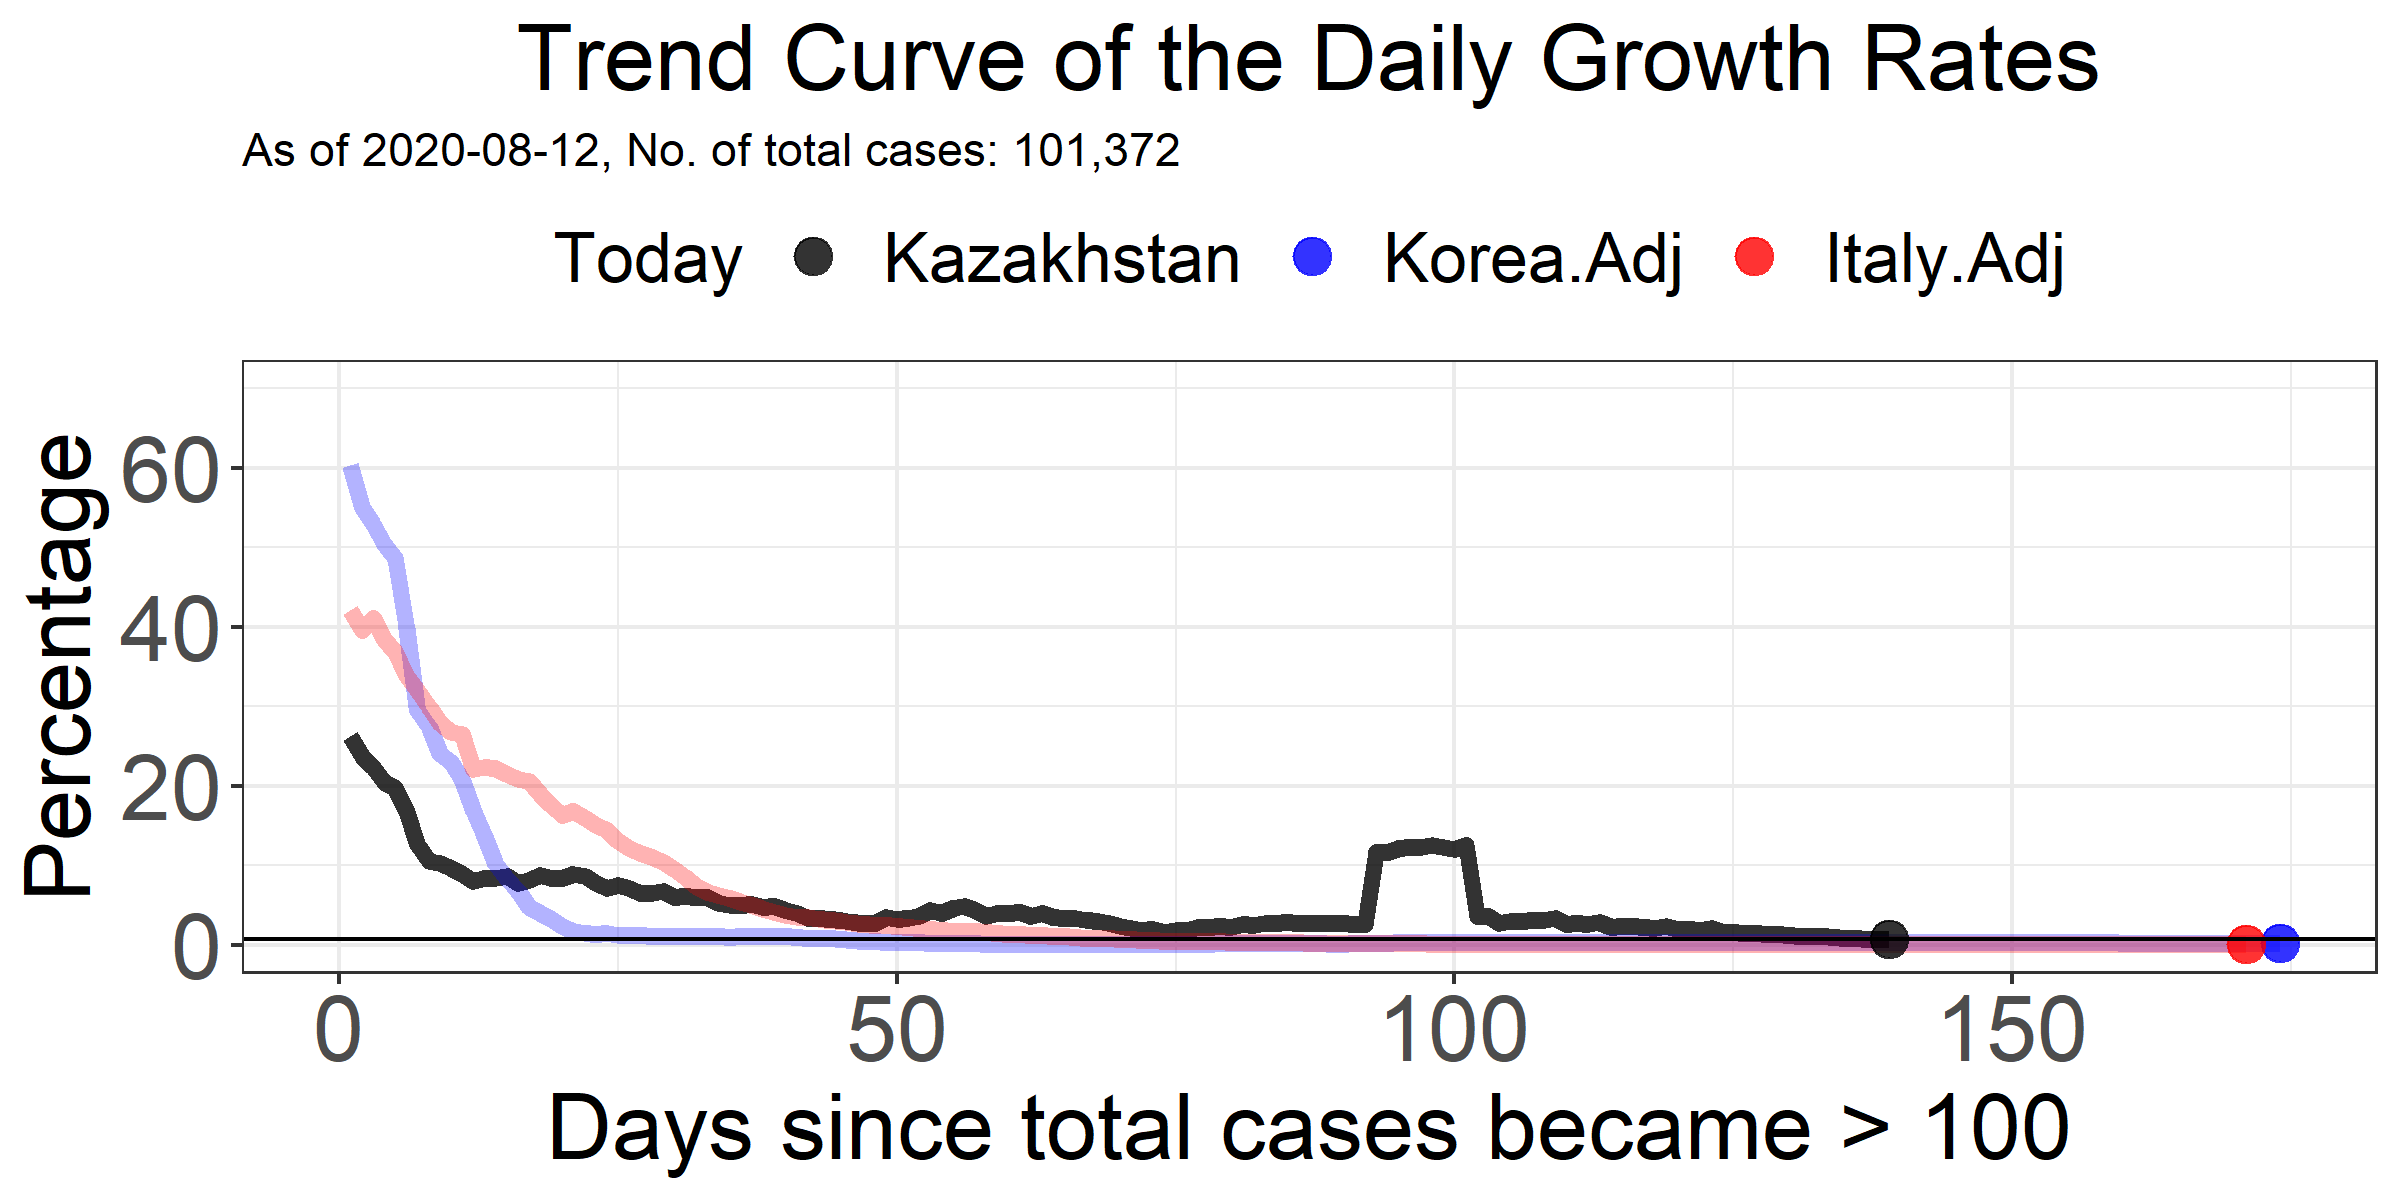 Trend Curve of the Daily Growth Rates
As of 2020-08-12, No. of total cases: 101,372
Today Kazakhstan Korea.Adj Italy.Adj
Percentage
60
40
20
0
0 50 100 150
Days since total cases became > 100